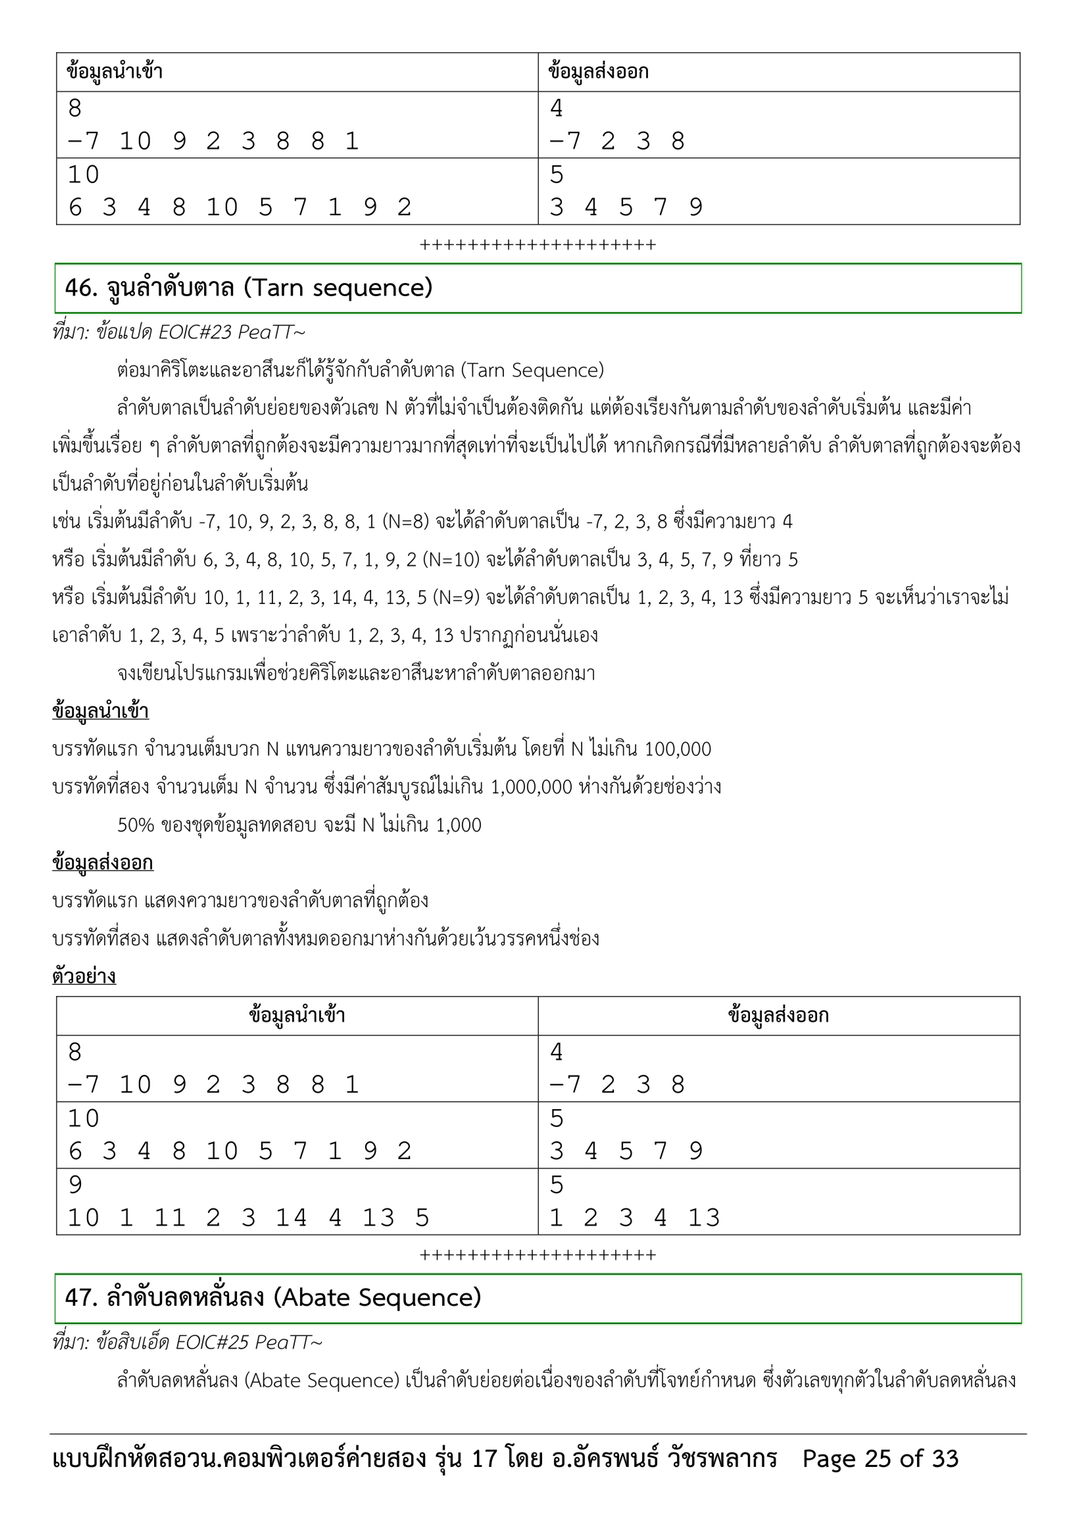 ข้อมูลนำเข้า ข้อมูลส่งออก
8 4
-7 10 9 2 3 8 8 1 -7 2 3 8
10 5
6 3 4 8 10 5 7 1 9 2 3 4 5 7 9
++++++++++++++++++++
46. จูนลำดับตาล (Tarn sequence)
ที่มา: ข้อแปด EOIC#23 PeaTT~
ต่อมาคิริโตะและอาสึนะก็ได้รู้จักกับลำดับตาล (Tarn Sequence)
ลำดับตาลเป็นลำดับย่อยของตัวเลข N ตัวที่ไม่จำเป็นต้องติดกัน แต่ต้องเรียงกันตามลำดับของลำดับเริ่มต้น และมีค่า
เพิ่มขึ้นเรื่อย ๆ ลำดับตาลที่ถูกต้องจะมีความยาวมากที่สุดเท่าที่จะเป็นไปได้ หากเกิดกรณีที่มีหลายลำดับ ลำดับตาลที่ถูกต้องจะต้อง
เป็นลำดับที่อยู่ก่อนในลำดับเริ่มต้น
เช่น เริ่มต้นมีลำดับ -7, 10, 9, 2, 3, 8, 8, 1 (N=8) จะได้ลำดับตาลเป็น -7, 2, 3, 8 ซึ่งมีความยาว 4
หรือ เริ่มต้นมีลำดับ 6, 3, 4, 8, 10, 5, 7, 1, 9, 2 (N=10) จะได้ลำดับตาลเป็น 3, 4, 5, 7, 9 ที่ยาว 5
หรือ เริ่มต้นมีลำดับ 10, 1, 11, 2, 3, 14, 4, 13, 5 (N=9) จะได้ลำดับตาลเป็น 1, 2, 3, 4, 13 ซึ่งมีความยาว 5 จะเห็นว่าเราจะไม่
เอาลำดับ 1, 2, 3, 4, 5 เพราะว่าลำดับ 1, 2, 3, 4, 13 ปรากฏก่อนนั่นเอง
จงเขียนโปรแกรมเพื่อช่วยคิริโตะและอาสึนะหาลำดับตาลออกมา
ข้อมูลนำเข้า
บรรทัดแรก จำนวนเต็มบวก N แทนความยาวของลำดับเริ่มต้น โดยที่ N ไม่เกิน 100,000
บรรทัดที่สอง จำนวนเต็ม N จำนวน ซึ่งมีค่าสัมบูรณ์ไม่เกิน 1,000,000 ห่างกันด้วยช่องว่าง
50% ของชุดข้อมูลทดสอบ จะมี N ไม่เกิน 1,000
ข้อมูลส่งออก
บรรทัดแรก แสดงความยาวของลำดับตาลที่ถูกต้อง
บรรทัดที่สอง แสดงลำดับตาลทั้งหมดออกมาห่างกันด้วยเว้นวรรคหนึ่งช่อง
ตัวอย่าง
ข้อมูลนำเข้า ข้อมูลส่งออก
8 4
-7 10 9 2 3 8 8 1 -7 2 3 8
10 5
6 3 4 8 10 5 7 1 9 2 3 4 5 7 9
9 5
10 1 11 2 3 14 4 13 5 1 2 3 4 13
++++++++++++++++++++
47. ลำดับลดหลั่นลง (Abate Sequence)
ที่มา: ข้อสิบเอ็ด EOIC#25 PeaTT~
ลำดับลดหลั่นลง (Abate Sequence) เป็นลำดับย่อยต่อเนื่องของลำดับที่โจทย์กำหนด ซึ่งตัวเลขทุกตัวในลำดับลดหลั่นลง
แบบฝึกหัดสอวน.คอมพิวเตอร์ค่ายสอง รุ่น 17 โดย อ.อัครพนธ์ วัชรพลากร Page 25 of 33